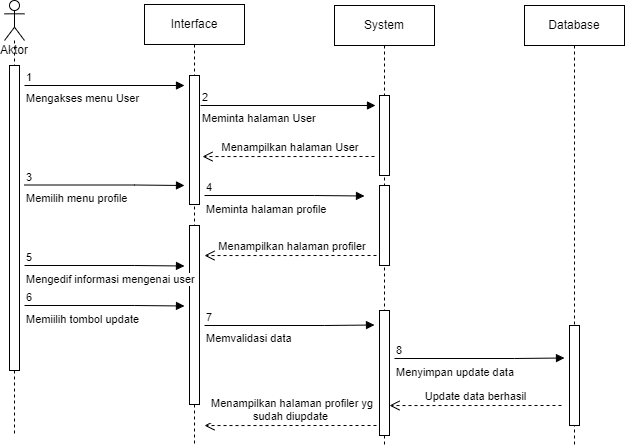 Interface
System
Database
Aktor
1
Mengakses menu User
2
Meminta halaman User
Menampilkan halaman User
3
Memilih menu profile
4
Meminta halaman profile
Menampilkan halaman profiler
5
Mengedif informasi mengenai user
6
Memiilih tombol update
7
Memvalidasi data
8
Menyimpan update data
Update data berhasil
Menampilkan halaman profiler yg
sudah diupdate